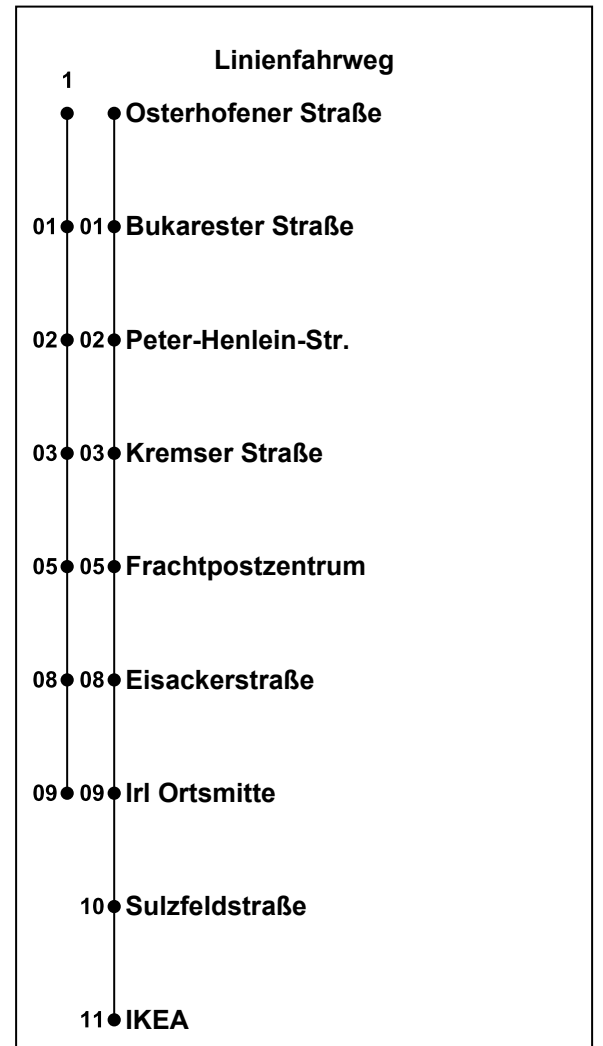 Linienfahrweg
1
Osterhofener Straße
01 01 Bukarester Straße
02 02 Peter-Henlein-Str.
03 03 Kremser Straße
05 05 Frachtpostzentrum
08 08 Eisackerstraße
09 09 Irl Ortsmitte
10 Sulzfeldstraße
11 IKEA